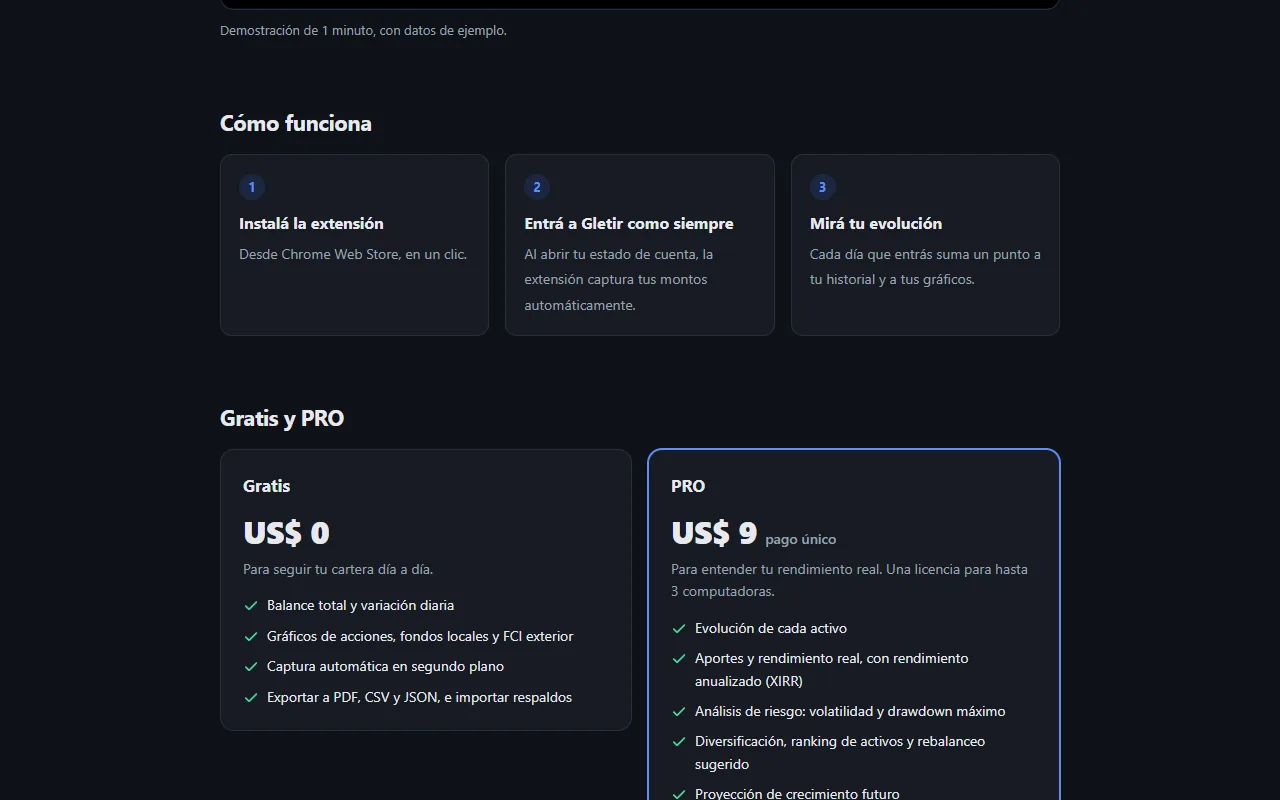 Demostración de 1 minuto, con datos de ejemplo.
Cómo funciona
1
Instalá la extensión
Desde Chrome Web Store, en un clic.
2
Entrá a Gletir como siempre
Al abrir tu estado de cuenta, la
extensión captura tus montos
automáticamente.
3
Mirá tu evolución
Cada día que entrás suma un punto a
tu historial y a tus gráficos.
Gratis y PRO
Gratis
US$ 0
Para seguir tu cartera día a día.
Balance total y variación diaria
Gráficos de acciones, fondos locales y FCI exterior
Captura automática en segundo plano
Exportar a PDF, CSV y JSON, e importar respaldos
PRO
US$ 9 pago único
Para entender tu rendimiento real. Una licencia para hasta
3 computadoras.
Evolución de cada activo
Aportes y rendimiento real, con rendimiento
anualizado (XIRR)
Análisis de riesgo: volatilidad y drawdown máximo
Diversificación, ranking de activos y rebalanceo
sugerido
Proyección de crecimiento futuro